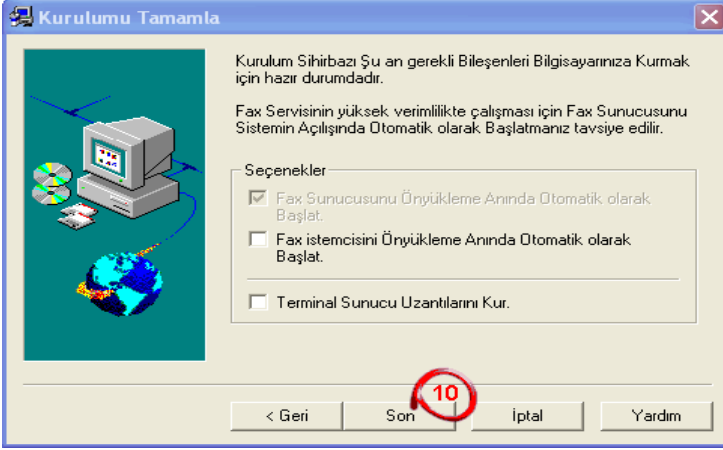 Kurulumu Tamamla
Kurulum Sihirbazı Şu an gerekli Bileşenleri Bilgisayarınıza Kurmak
için hazır durumdadır.
Fax Servisinin yüksek verimlilikte çalışması için Fax Sunucusunu
Sistemin Açılışında Otomatik olarak Başlatmanız tavsiye edilir.
Seçenekler
Fax Sunucusunu Önyükleme Anında Otomatik olarak
Başlat.
Fax istemcisini Önyükleme Anında Otomatik olarak
Başlat.
Terminal Sunucu Uzantılarını Kur.
10
< Geri Son İptal Yardım